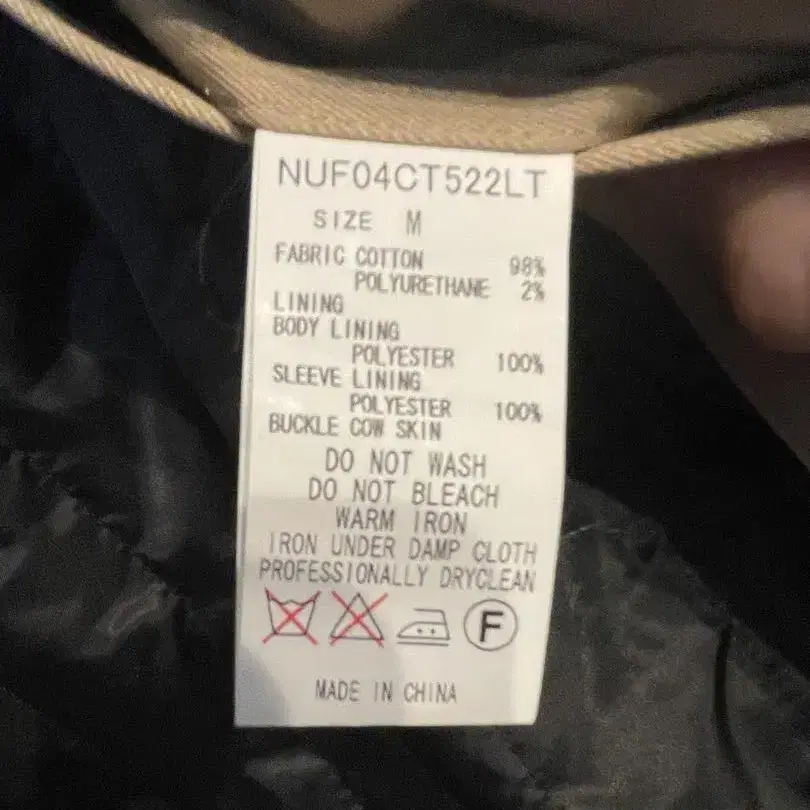 NUF04CT522LT
SIZE M
FABRIC COTTON 98%
POLYURETHANE 2%
LINING
BODY LINING
POLYESTER 100%
SLEEVE LINING
POLYESTER 100%
BUCKLE COW SKIN
DO NOT WASH
DO NOT BLEACH
WARM IRON
IRON UNDER DAMP CLOTH
PROFESSIONALLY DRYCLEAN
F
MADE IN CHINA